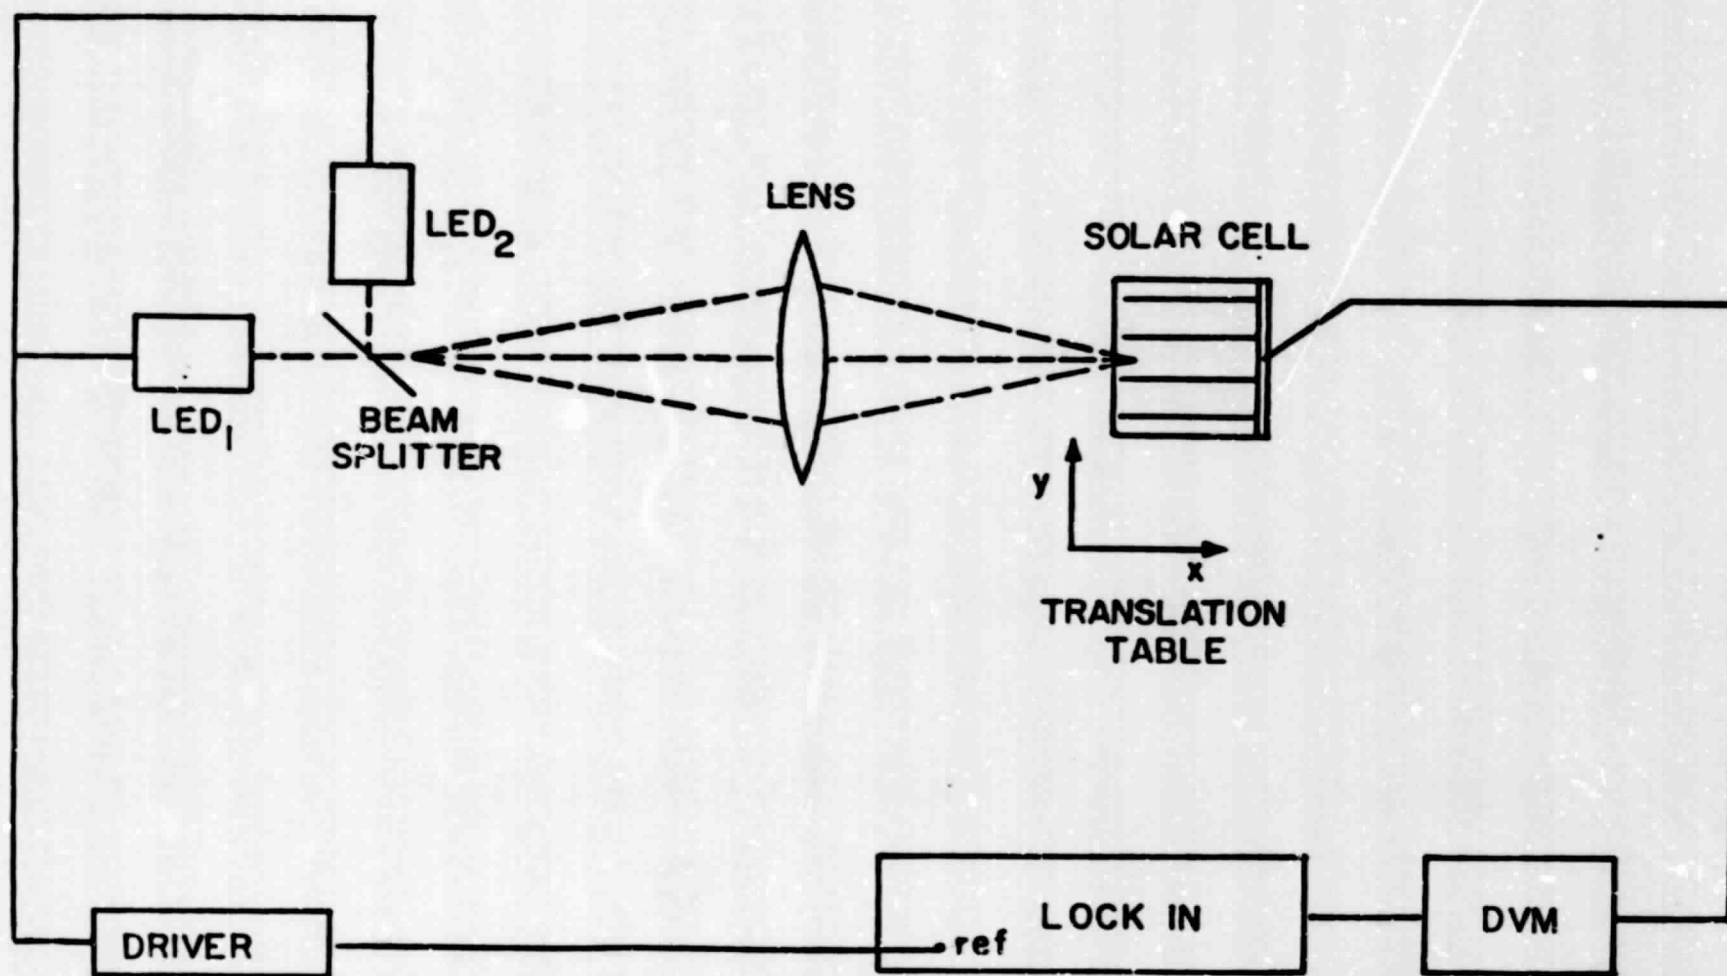 LENS
LED2
SOLAR CELL
LED1
BEAM
SPLITTER
y
x
TRANSLATION
TABLE
LOCK IN
DVM
DRIVER
ref